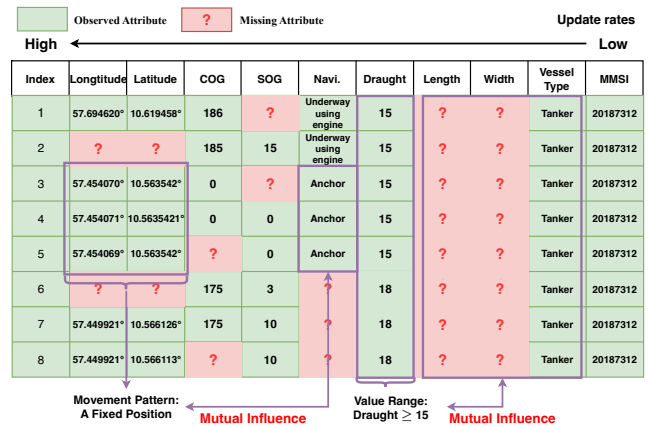 Observed Attribute ? Missing Attribute Update rates
High Low
Index Longtitude Latitude COG SOG Navi. Draught Length Width Vessel Type MMSI
1 57.694620° 10.619458° 186 ? Underway using engine 15 ? ? Tanker 20187312
2 ? ? 185 15 Underway using engine 15 ? ? Tanker 20187312
3 57.454070° 10.563542° 0 ? Anchor 15 ? ? Tanker 20187312
4 57.454071° 10.5635421° 0 0 Anchor 15 ? ? Tanker 20187312
5 57.454069° 10.563542° ? 0 Anchor 15 ? ? Tanker 20187312
6 ? ? 175 3 ? 18 ? ? Tanker 20187312
7 57.449921° 10.566126° 175 10 ? 18 ? ? Tanker 20187312
8 57.449921° 10.566113° ? 10 ? 18 ? ? Tanker 20187312
Movement Pattern:
A Fixed Position
Mutual Influence
Value Range:
Draught ≥ 15
Mutual Influence